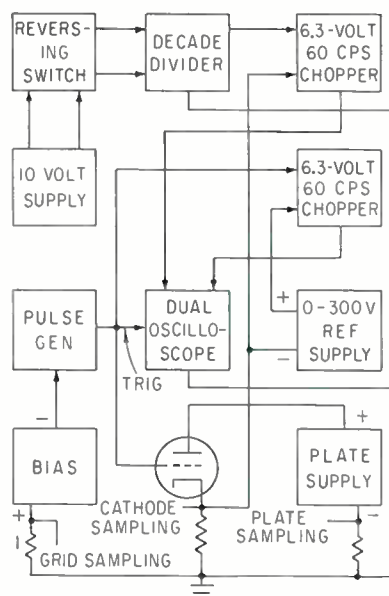 REVERS-
ING
SWITCH
DECADE
DIVIDER
6.3-VOLT
60 CPS
CHOPPER
10 VOLT
SUPPLY
6.3-VOLT
60 CPS
CHOPPER
PULSE
GEN
TRIG
DUAL
OSCILLO-
SCOPE
+
-
0-300V
REF
SUPPLY
-
BIAS
+
+
PLATE
SUPPLY
-
CATHODE
SAMPLING
PLATE
SAMPLING
GRID SAMPLING